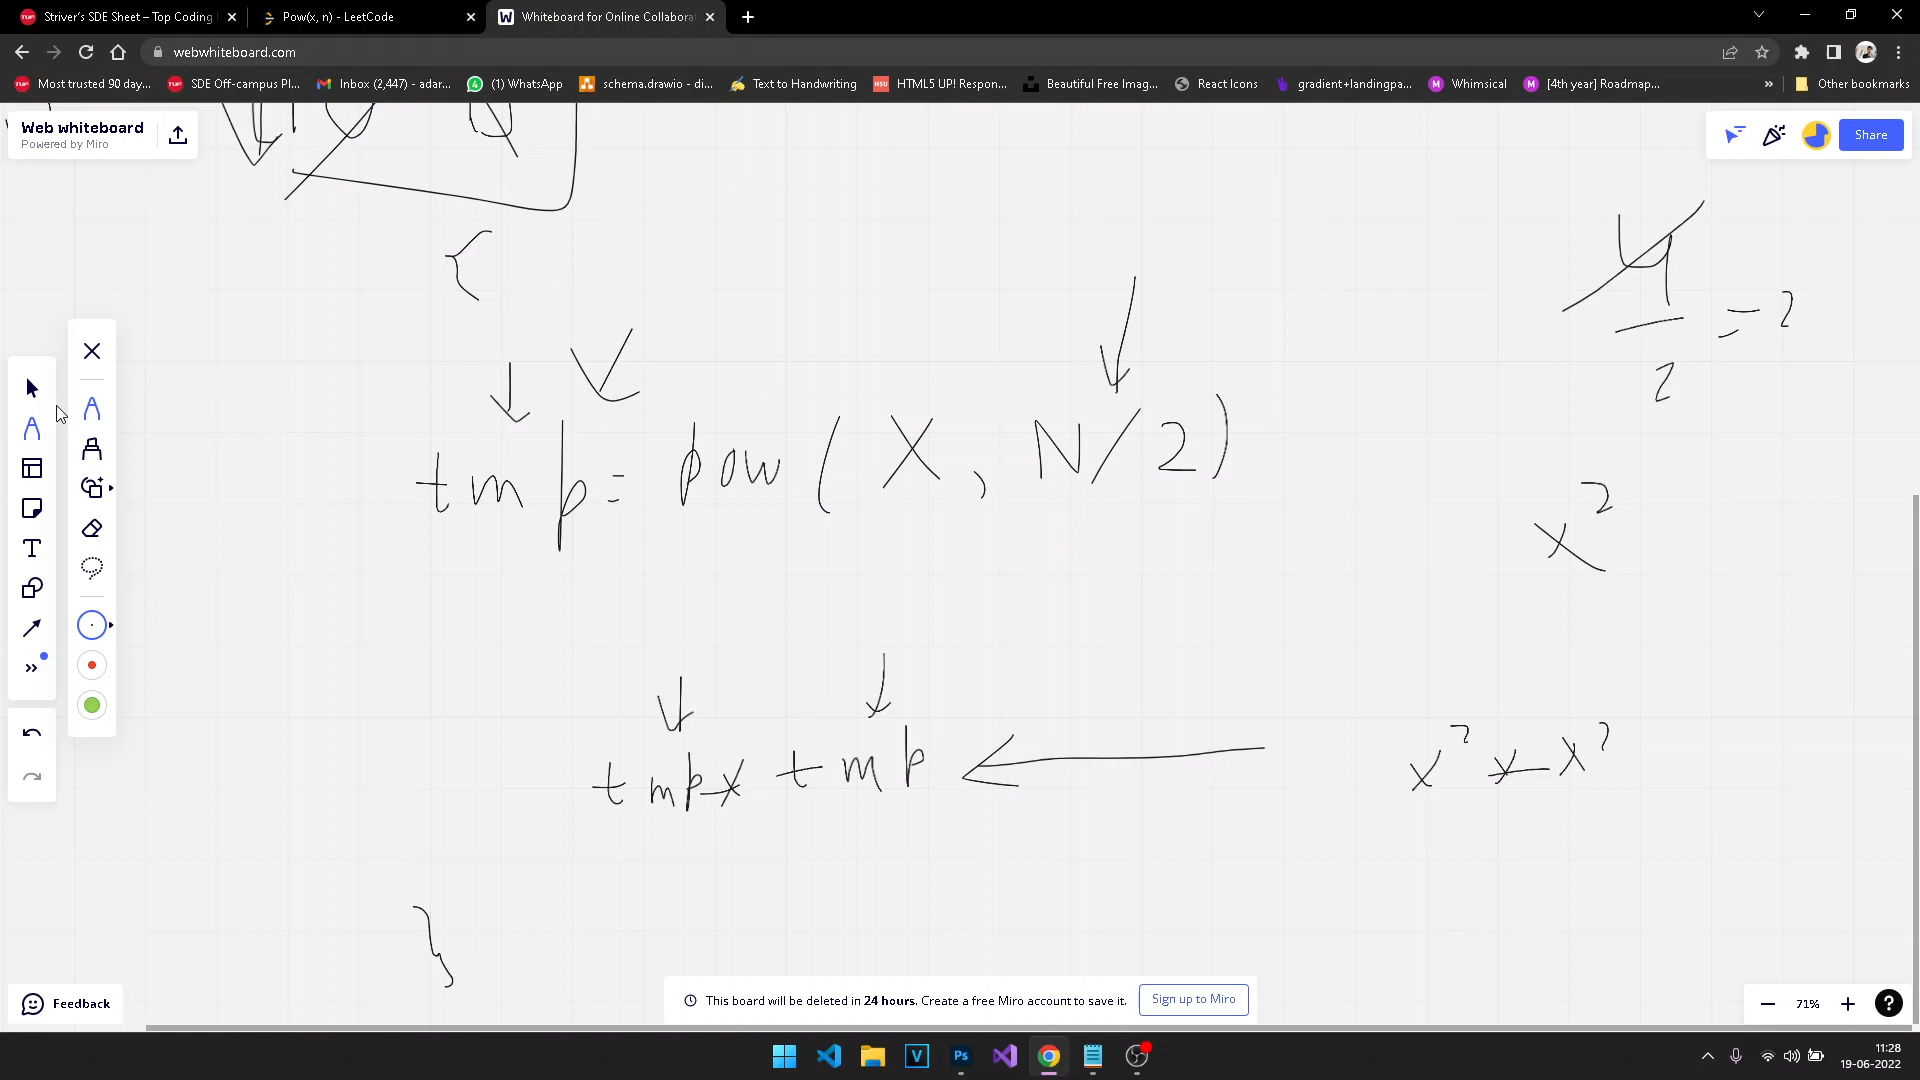 Striver's SDE Sheet – Top Coding
Pow(x, n) - LeetCode
Whiteboard for Online Collabora
webwhiteboard.com
Most trusted 90 day...
SDE Off-campus Pl...
Inbox (2,447) - adar...
(1) WhatsApp
schema.drawio - di...
Text to Handwriting
HTML5 UP! Respon...
Beautiful Free Imag...
React Icons
gradient+landingpa...
Whimsical
[4th year] Roadmap...
Other bookmarks
Web whiteboard
Powered by Miro
Share
{
4
/2 = 2
tmp = pow( X , N/2)
x²
tmp * tmp
x² * x²
}
Feedback
This board will be deleted in 24 hours. Create a free Miro account to save it.
Sign up to Miro
71%
11:28
19-06-2022